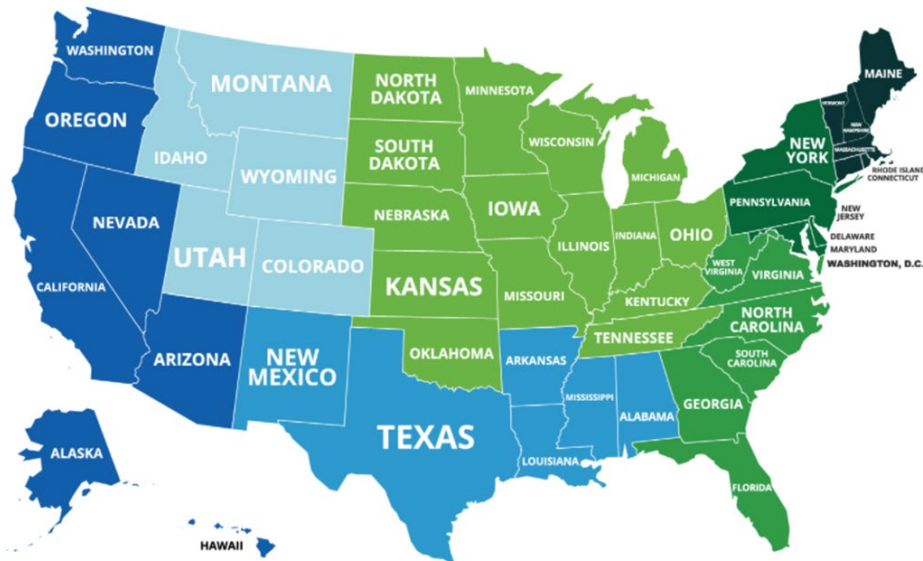 WASHINGTON
OREGON
CALIFORNIA
NEVADA
IDAHO
MONTANA
WYOMING
UTAH
COLORADO
ARIZONA
NEW
MEXICO
NORTH
DAKOTA
SOUTH
DAKOTA
NEBRASKA
KANSAS
OKLAHOMA
TEXAS
MINNESOTA
IOWA
MISSOURI
ARKANSAS
LOUISIANA
WISCONSIN
ILLINOIS
MICHIGAN
INDIANA
OHIO
KENTUCKY
TENNESSEE
MISSISSIPPI
ALABAMA
GEORGIA
FLORIDA
SOUTH
CAROLINA
NORTH
CAROLINA
VIRGINIA
WEST
VIRGINIA
PENNSYLVANIA
NEW
YORK
MAINE
VERMONT
NEW
HAMPSHIRE
MASSACHUSETTS
RHODE ISLAND
CONNECTICUT
NEW
JERSEY
DELAWARE
MARYLAND
WASHINGTON, D.C.
ALASKA
HAWAII